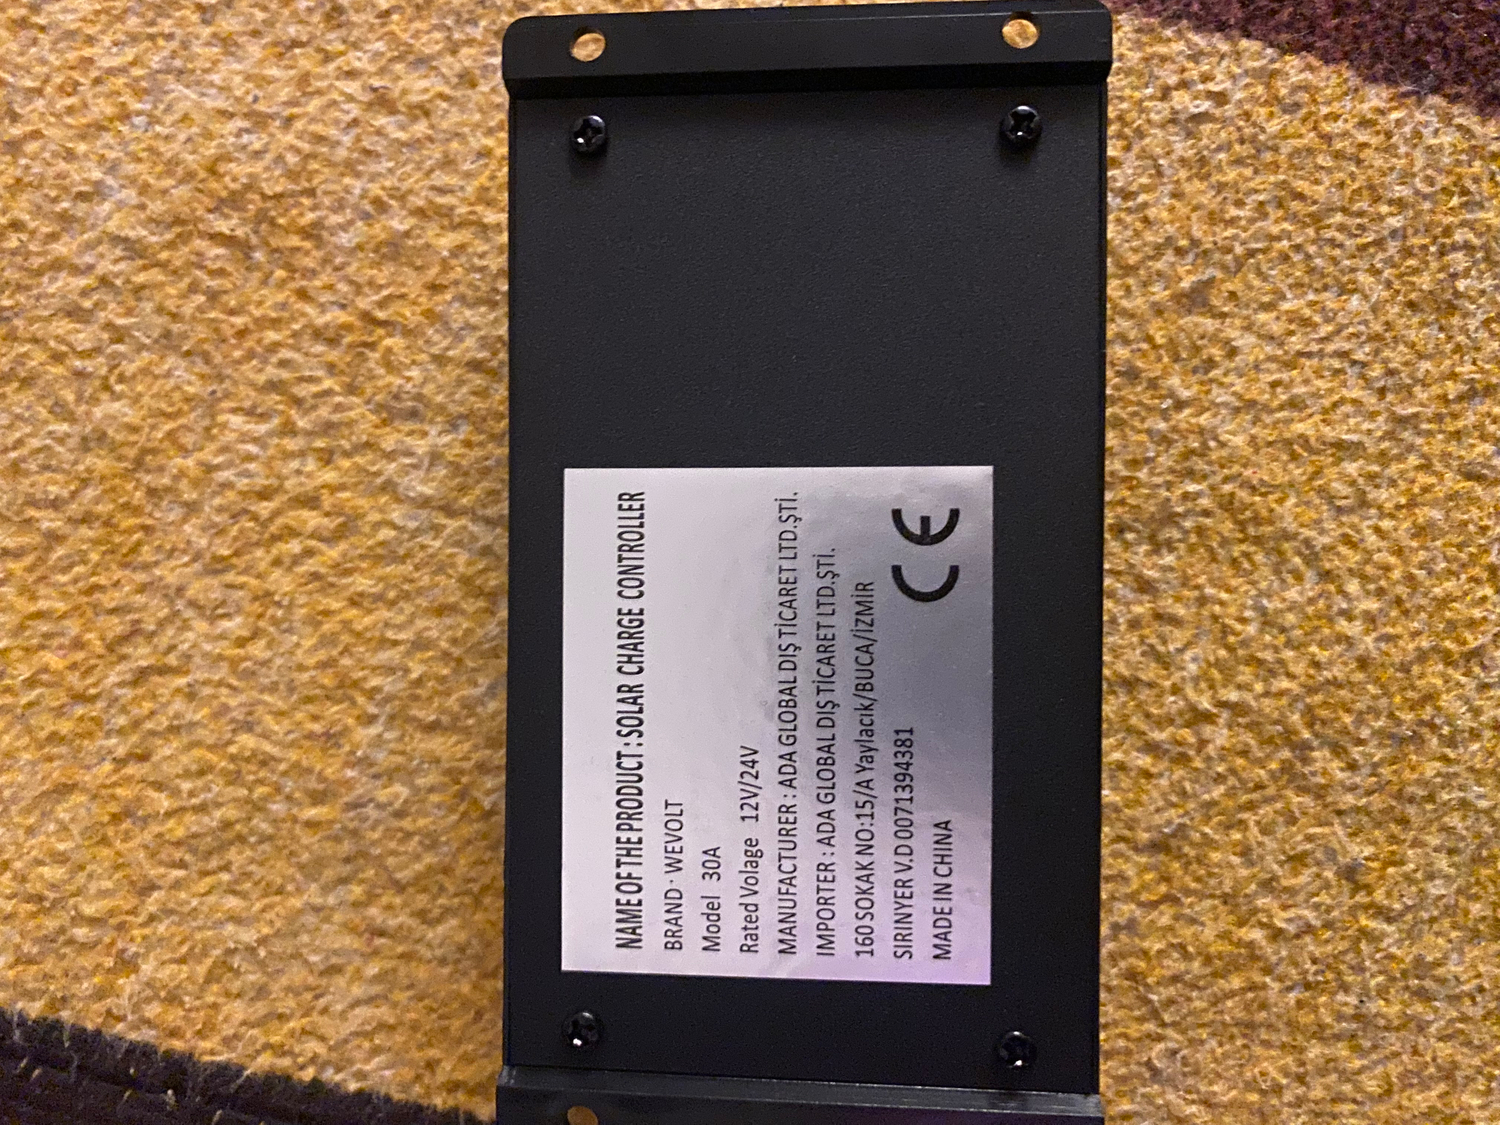 NAME OF THE PRODUCT : SOLAR CHARGE CONTROLLER
BRAND · WEVOLT
Model 30A
Rated Volage 12V/24V
MANUFACTURER : ADA GLOBAL DIŞ TİCARET LTD.ŞTİ.
IMPORTER : ADA GLOBAL DIŞ TİCARET LTD.ŞTİ.
160 SOKAK NO:15/A Yaylacık/BUCA/İZMİR
SIRINYER V.D 0071394381
MADE IN CHINA
CE